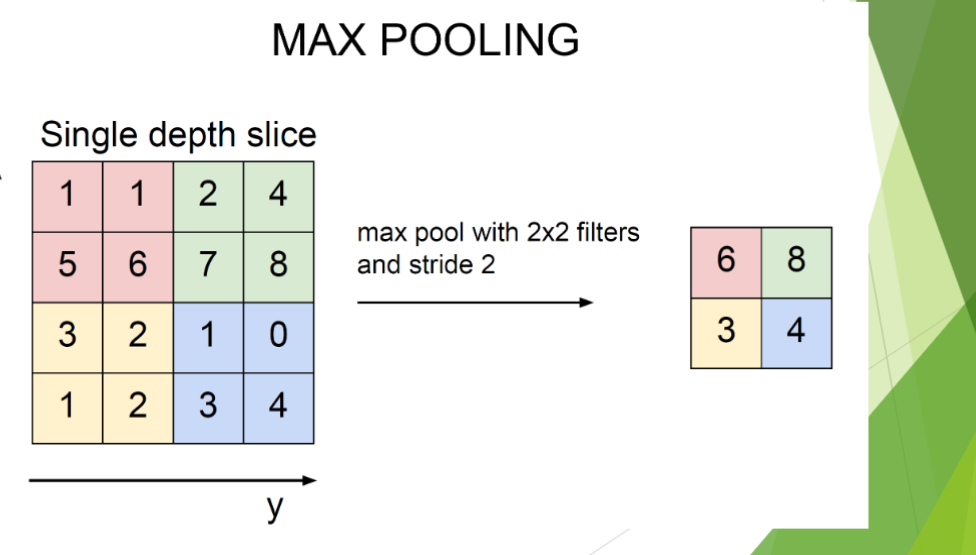 MAX POOLING
Single depth slice
1 1 2 4
5 6 7 8
3 2 1 0
1 2 3 4
y
max pool with 2x2 filters
and stride 2
6 8
3 4